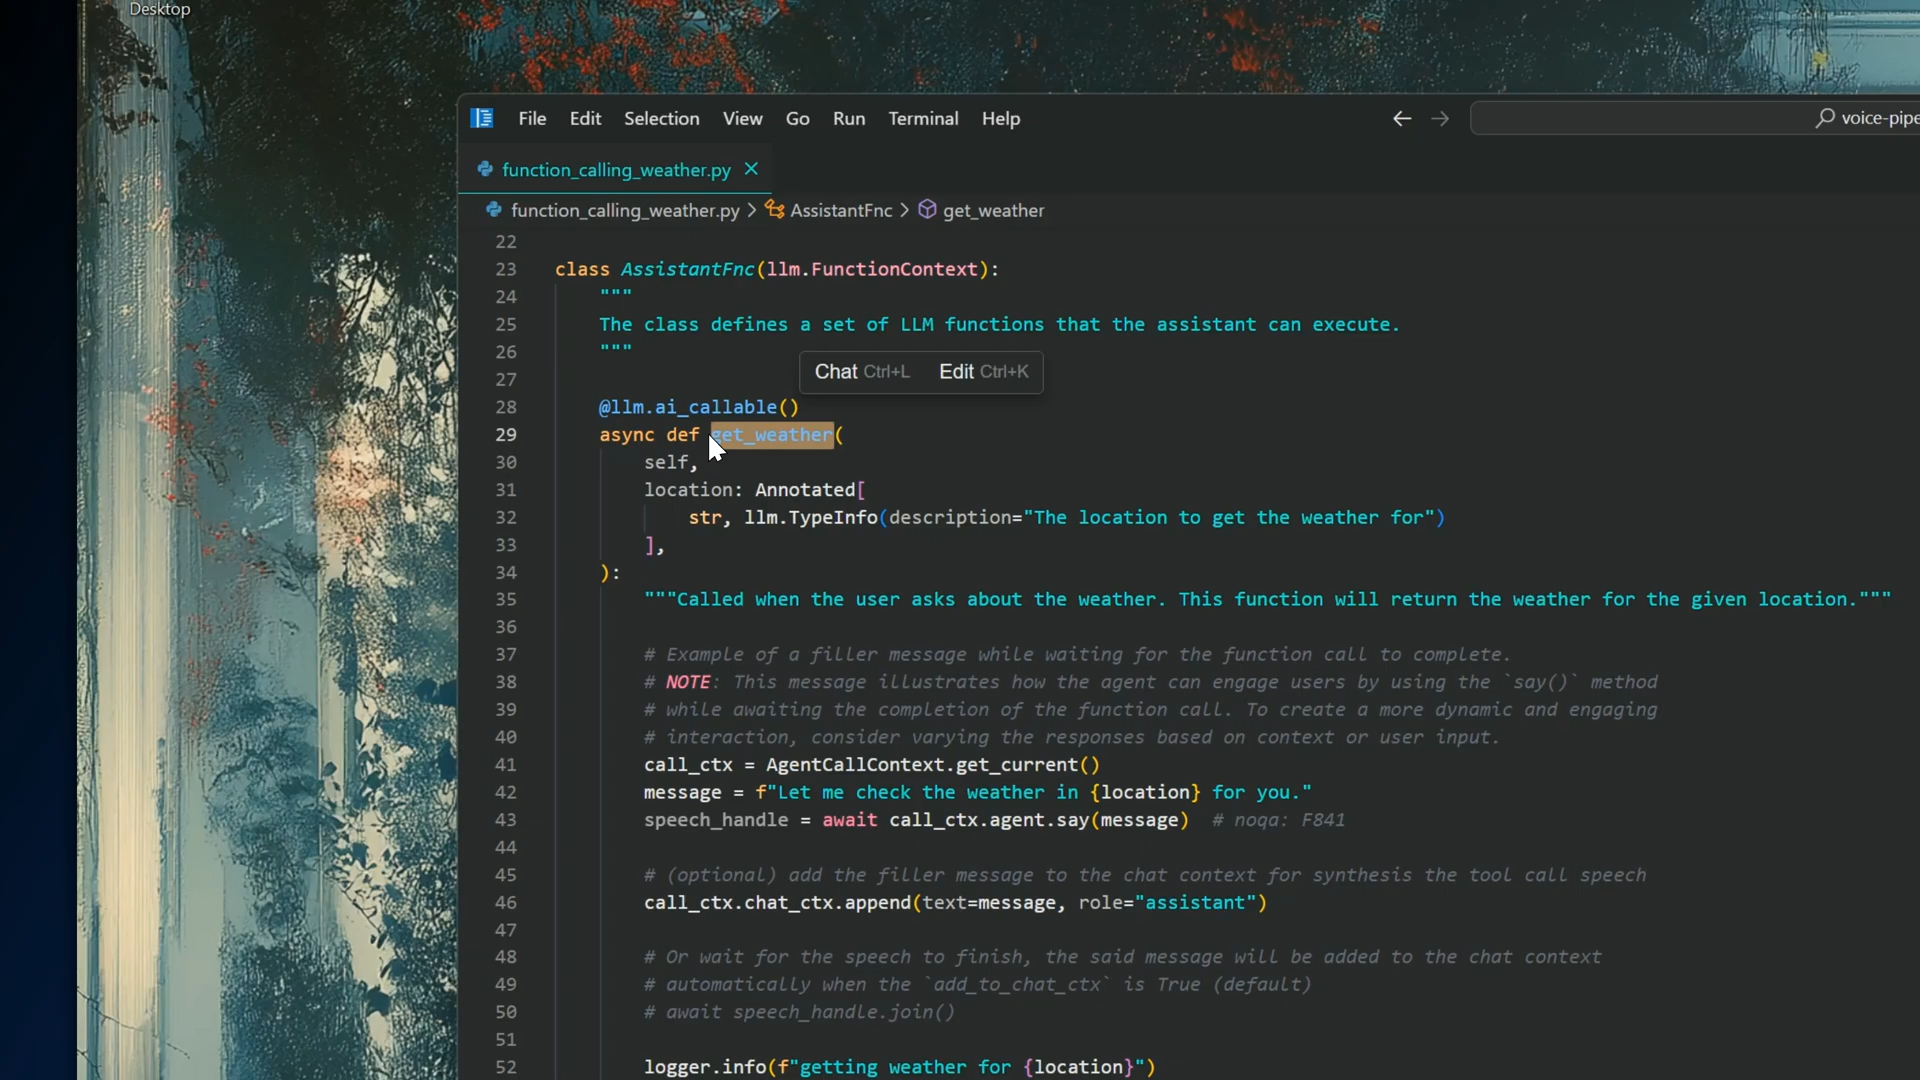 Desktop
File Edit Selection View Go Run Terminal Help
voice-pipe
function_calling_weather.py
function_calling_weather.py > AssistantFnc > get_weather
22
23 class AssistantFnc(llm.FunctionContext):
24 """
25 The class defines a set of LLM functions that the assistant can execute.
26 """
Chat Ctrl+L Edit Ctrl+K
27
28 @llm.ai_callable()
29 async def get_weather(
30 self,
31 location: Annotated[
32 str, llm.TypeInfo(description="The location to get the weather for")
33 ],
34 ):
35 """Called when the user asks about the weather. This function will return the weather for the given location."""
36
37 # Example of a filler message while waiting for the function call to complete.
38 # NOTE: This message illustrates how the agent can engage users by using the `say()` method
39 # while awaiting the completion of the function call. To create a more dynamic and engaging
40 # interaction, consider varying the responses based on context or user input.
41 call_ctx = AgentCallContext.get_current()
42 message = f"Let me check the weather in {location} for you."
43 speech_handle = await call_ctx.agent.say(message)  # noqa: F841
44
45 # (optional) add the filler message to the chat context for synthesis the tool call speech
46 call_ctx.chat_ctx.append(text=message, role="assistant")
47
48 # Or wait for the speech to finish, the said message will be added to the chat context
49 # automatically when the `add_to_chat_ctx` is True (default)
50 # await speech_handle.join()
51
52 logger.info(f"getting weather for {location}")